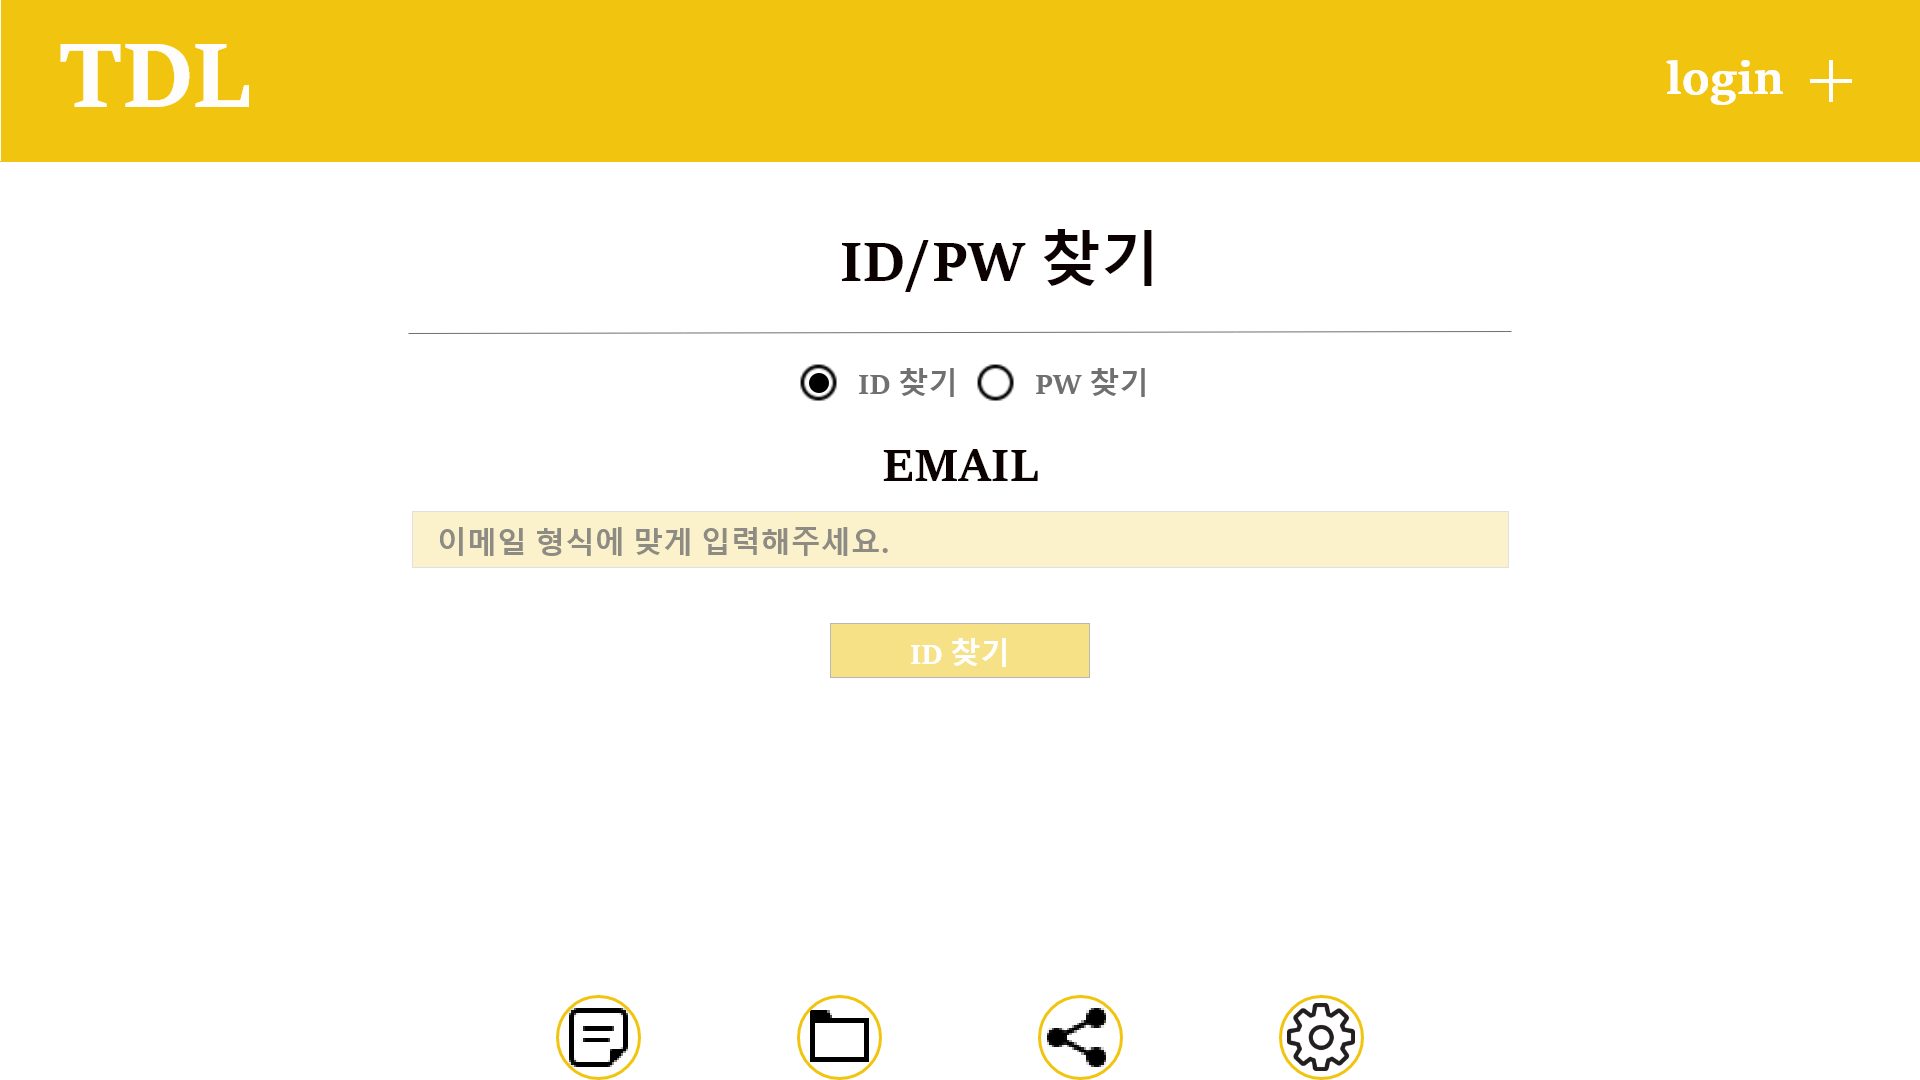 TDL
login +
ID/PW 찾기
ID 찾기 PW 찾기
EMAIL
이메일 형식에 맞게 입력해주세요.
ID 찾기